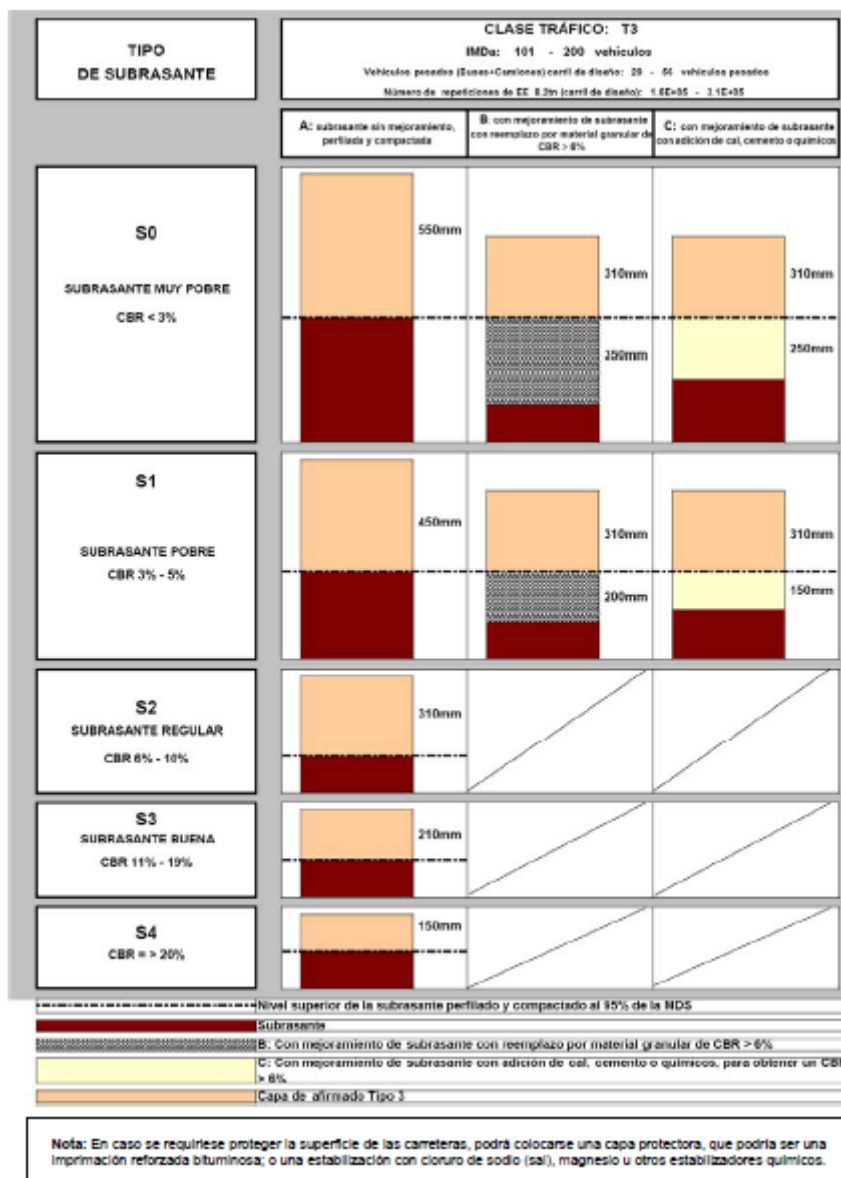 TIPO
DE SUBRASANTE
CLASE TRÁFICO: T3
IMDa: 101 - 200 vehículos
Vehículos pesados (Buses+Camiones) carril de diseño: 29 - 56 vehículos pesados
Número de repeticiones de EE 8.2tn (carril de diseño): 1.6E+05 - 3.1E+05
A: subrasante sin mejoramiento,
perfilada y compactada
B: con mejoramiento de subrasante
con reemplazo por material granular de
CBR > 6%
C: con mejoramiento de subrasante
con adición de cal, cemento o químicos
S0
SUBRASANTE MUY POBRE
CBR < 3%
550mm
310mm
350mm
310mm
250mm
S1
SUBRASANTE POBRE
CBR 3% - 5%
450mm
310mm
200mm
310mm
150mm
S2
SUBRASANTE REGULAR
CBR 6% - 10%
310mm
S3
SUBRASANTE BUENA
CBR 11% - 19%
210mm
S4
CBR = > 20%
150mm
Nivel superior de la subrasante perfilado y compactado al 95% de la MDS
Subrasante
B: Con mejoramiento de subrasante con reemplazo por material granular de CBR > 6%
C: Con mejoramiento de subrasante con adición de cal, cemento o químicos, para obtener un CBR
> 6%
Capa de afirmado Tipo 3
Nota: En caso se requiriese proteger la superficie de las carreteras, podrá colocarse una capa protectora, que podría ser una
imprimación reforzada bituminosa; o una estabilización con cloruro de sodio (sal), magnesio u otros estabilizadores químicos.